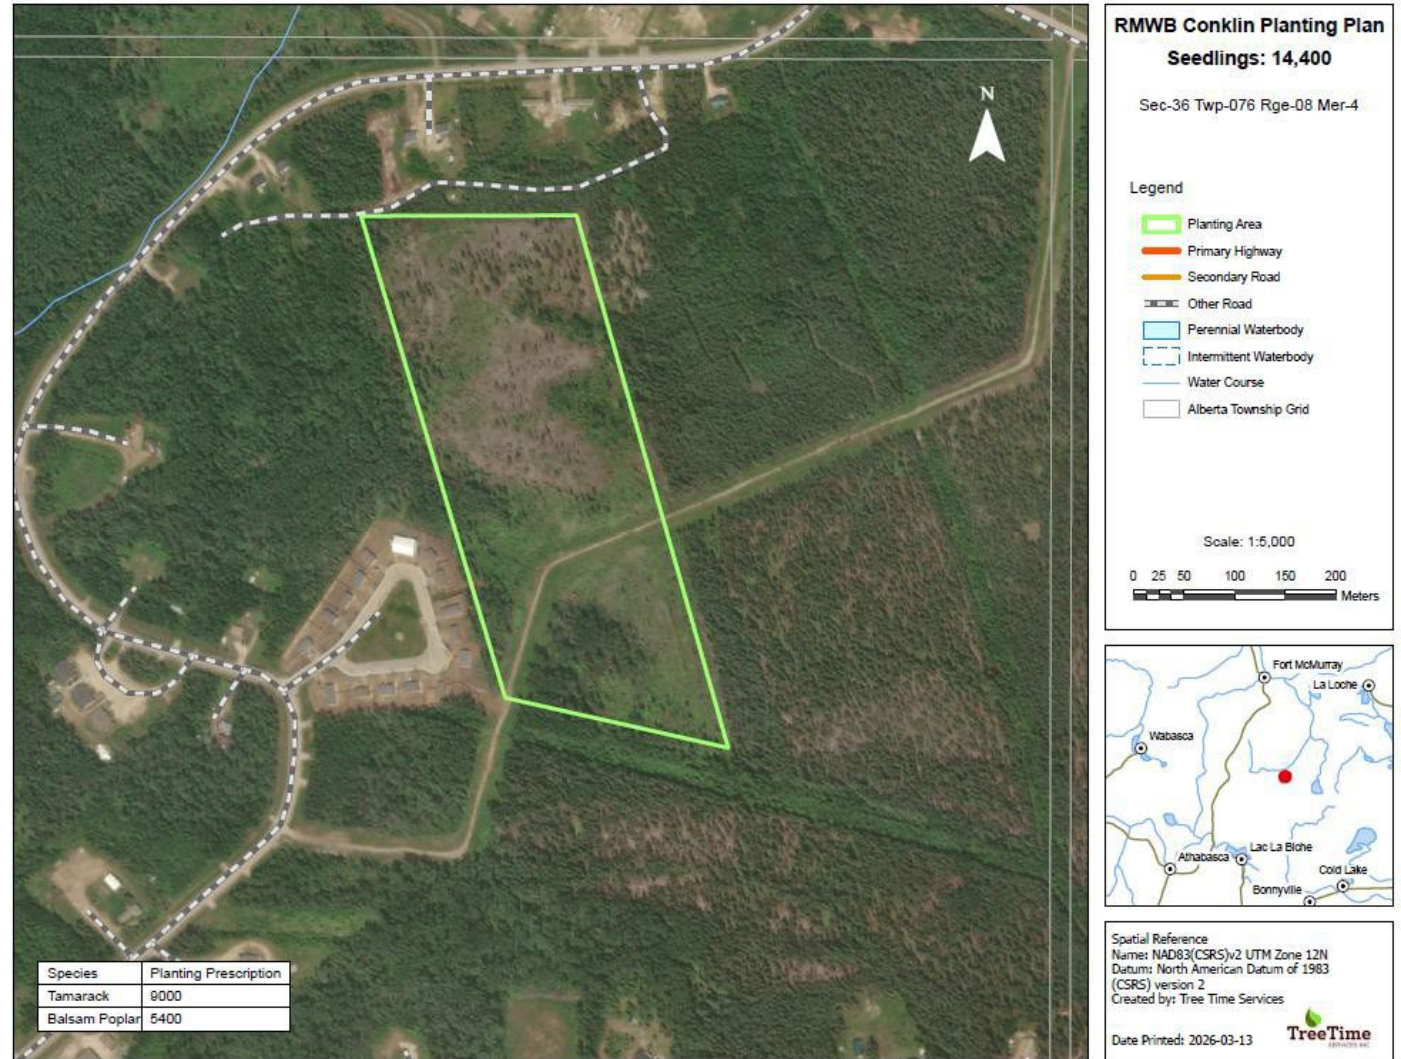 RMWB Conklin Planting Plan
Seedlings: 14,400
Sec-36 Twp-076 Rge-08 Mer-4
N
Legend
Planting Area
Primary Highway
Secondary Road
Other Road
Perennial Waterbody
Intermittent Waterbody
Water Course
Alberta Township Grid
Scale: 1:5,000
0 25 50 100 150 200
Meters
Fort McMurray
La Loche
Wabasca
Athabasca
Lac La Biche
Cold Lake
Bonnyville
Spatial Reference
Name: NAD83(CSRS)v2 UTM Zone 12N
Datum: North American Datum of 1983
(CSRS) version 2
Created by: Tree Time Services
Date Printed: 2026-03-13
TreeTime
SERVICES INC
Species Planting Prescription
Tamarack 9000
Balsam Poplar 5400